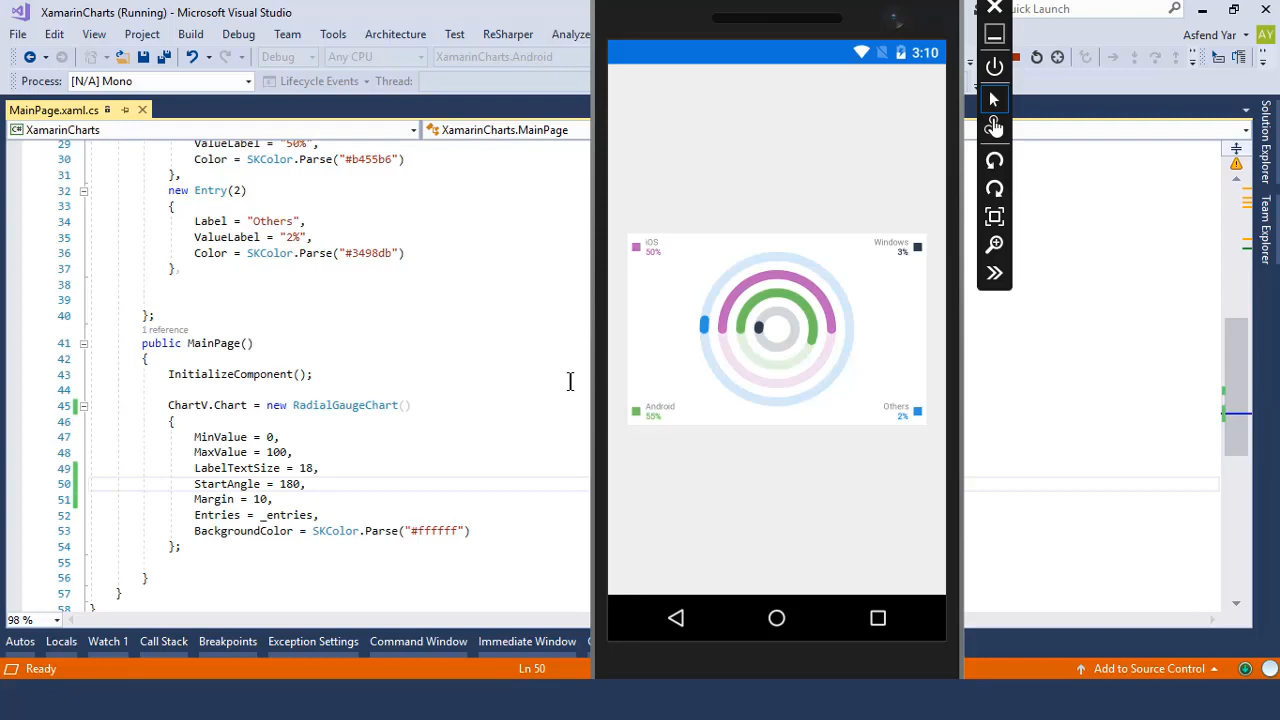 XamarinCharts (Running) - Microsoft Visual Studio
Quick Launch
File Edit View Project Build Debug Team Tools Architecture Test ReSharper Analyze
Asfend Yar AY
Debug Any CPU XamarinCharts.Android
Process: [N/A] Mono Lifecycle Events Thread:
MainPage.xaml.cs
XamarinCharts XamarinCharts.MainPage
29 ValueLabel = "50%",
30 Color = SKColor.Parse("#b455b6")
31 },
32 new Entry(2)
33 {
34 Label = "Others",
35 ValueLabel = "2%",
36 Color = SKColor.Parse("#3498db")
37 },
38
39
40 };
1 reference
41 public MainPage()
42 {
43 InitializeComponent();
44
45 ChartV.Chart = new RadialGaugeChart()
46 {
47 MinValue = 0,
48 MaxValue = 100,
49 LabelTextSize = 18,
50 StartAngle = 180,
51 Margin = 10,
52 Entries = _entries,
53 BackgroundColor = SKColor.Parse("#ffffff")
54 };
55
56 }
57 }
58 }
98 %
3:10
iOS
50%
Windows
3%
Android
55%
Others
2%
Solution Explorer
Team Explorer
Autos Locals Watch 1 Call Stack Breakpoints Exception Settings Command Window Immediate Window
Ready Ln 50 Add to Source Control